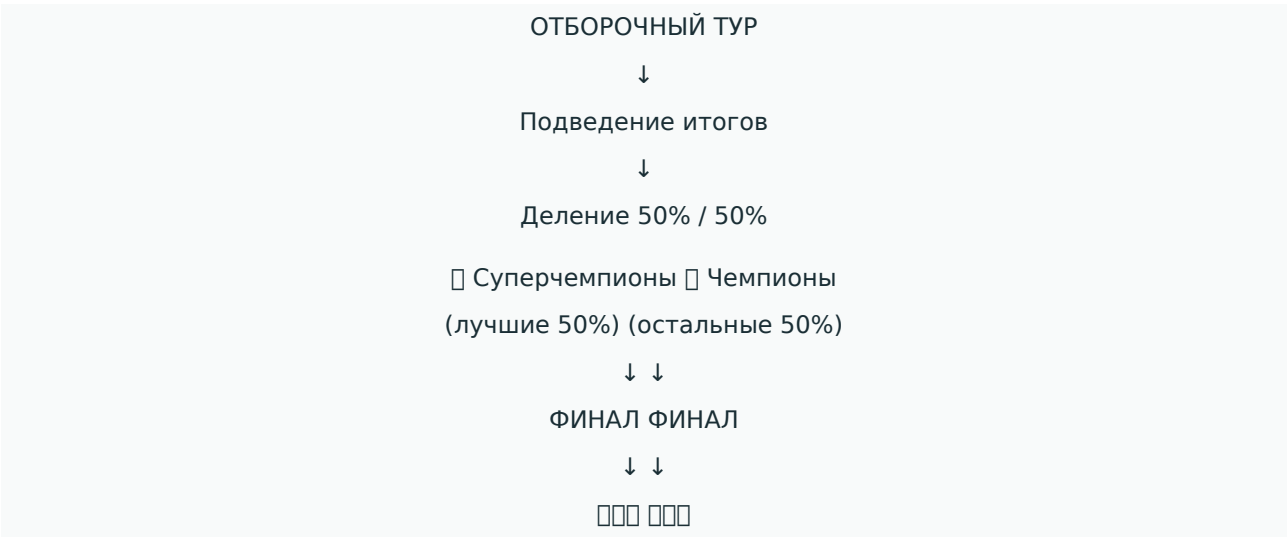 ОТБОРОЧНЫЙ ТУР
↓
Подведение итогов
↓
Деление 50% / 50%
Суперчемпионы Чемпионы
(лучшие 50%) (остальные 50%)
↓ ↓
ФИНАЛ ФИНАЛ
↓ ↓